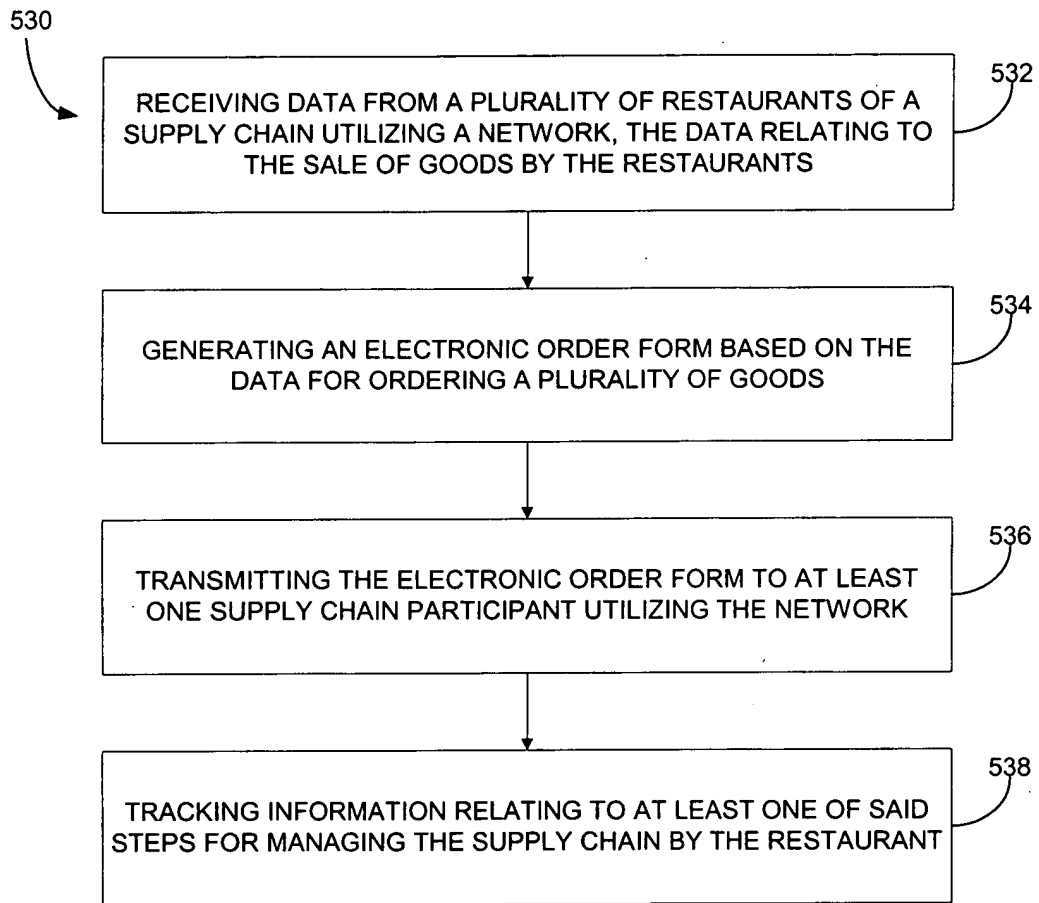 530
532
RECEIVING DATA FROM A PLURALITY OF RESTAURANTS OF A
SUPPLY CHAIN UTILIZING A NETWORK, THE DATA RELATING TO
THE SALE OF GOODS BY THE RESTAURANTS
534
GENERATING AN ELECTRONIC ORDER FORM BASED ON THE
DATA FOR ORDERING A PLURALITY OF GOODS
536
TRANSMITTING THE ELECTRONIC ORDER FORM TO AT LEAST
ONE SUPPLY CHAIN PARTICIPANT UTILIZING THE NETWORK
538
TRACKING INFORMATION RELATING TO AT LEAST ONE OF SAID
STEPS FOR MANAGING THE SUPPLY CHAIN BY THE RESTAURANT